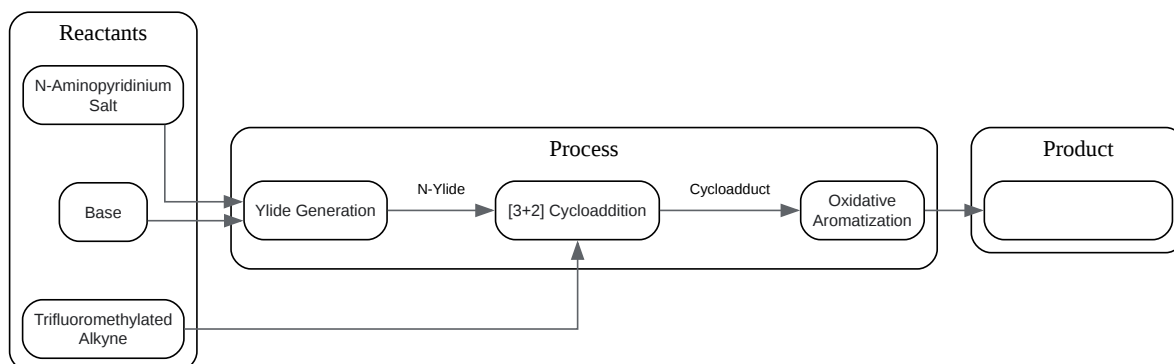 Reactants
N-Aminopyridinium
Salt
Base
Trifluoromethylated
Alkyne
Process
Ylide Generation
N-Ylide
[3+2] Cycloaddition
Cycloadduct
Oxidative
Aromatization
Product